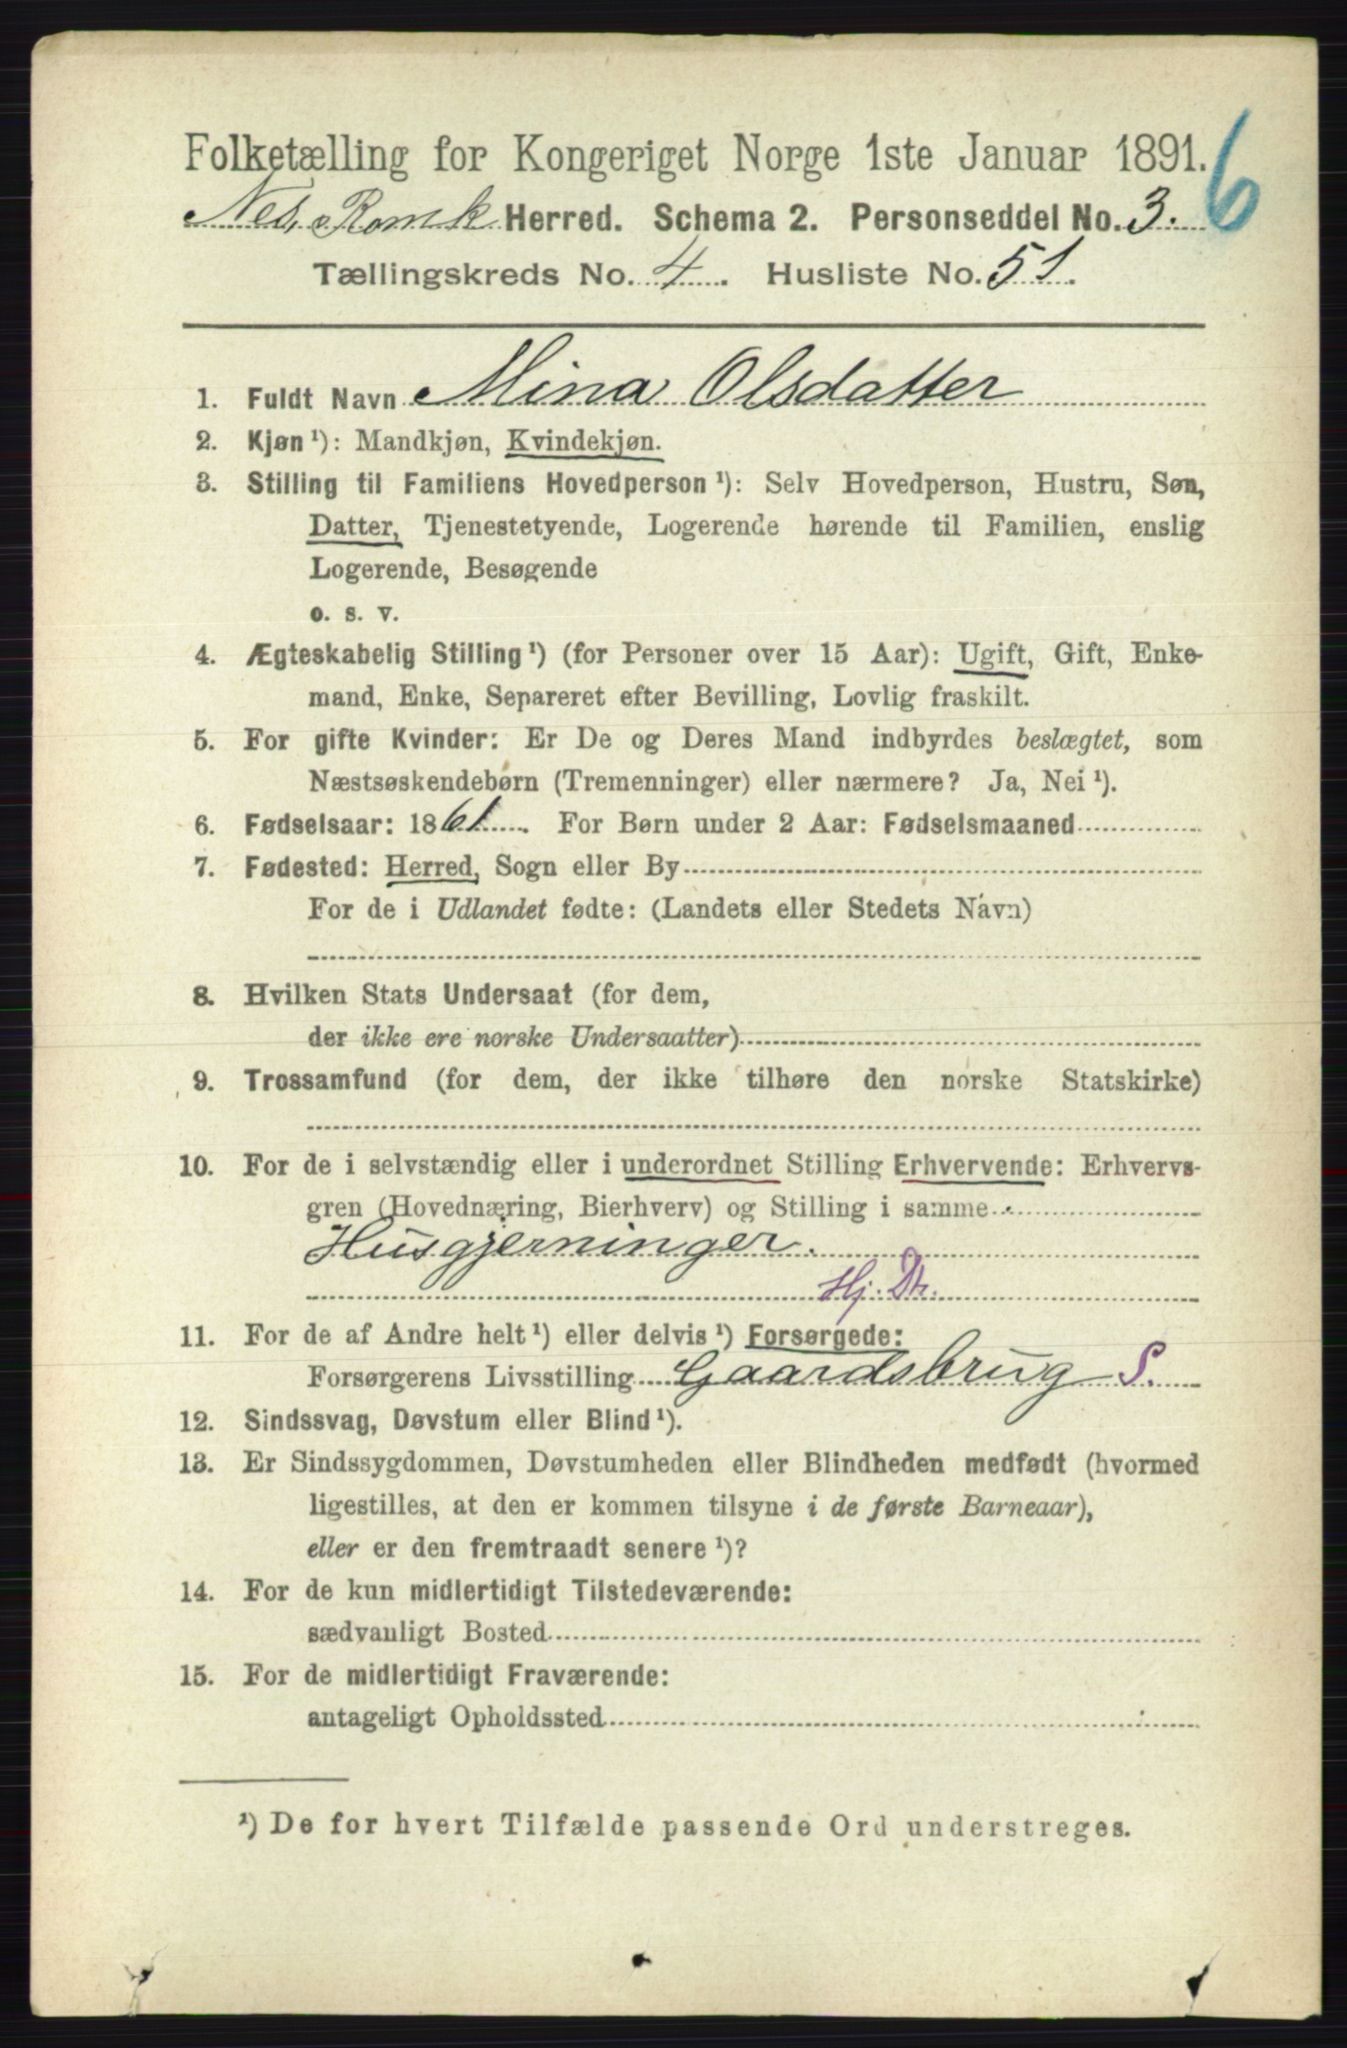 Folketælling for Kongeriget Norge 1ste Januar 1891.
6
Nes, Romk Herred. Schema 2. Personseddel No. 3.
Tællingskreds No. 4. Husliste No. 51.
1. Fuldt Navn Mina Olsdatter
2. Kjøn ¹): Mandkjøn, Kvindekjøn.
3. Stilling til Familiens Hovedperson ¹): Selv Hovedperson, Hustru, Søn,
Datter, Tjenestetyende, Logerende hørende til Familien, enslig
Logerende, Besøgende
o. s. v.
4. Ægteskabelig Stilling ¹) (for Personer over 15 Aar): Ugift, Gift, Enke-
mand, Enke, Separeret efter Bevilling, Lovlig fraskilt.
5. For gifte Kvinder: Er De og Deres Mand indbyrdes beslægtet, som
Næstsøskendebørn (Tremenninger) eller nærmere? Ja, Nei ¹).
6. Fødselsaar: 1861. For Børn under 2 Aar: Fødselsmaaned
7. Fødested: Herred, Sogn eller By
For de i Udlandet fødte: (Landets eller Stedets Navn)
8. Hvilken Stats Undersaat (for dem,
der ikke ere norske Undersaatter)
9. Trossamfund (for dem, der ikke tilhøre den norske Statskirke)
10. For de i selvstændig eller i underordnet Stilling Erhvervende: Erhvervs-
gren (Hovednæring, Bierhverv) og Stilling i samme
Husgjerninger.
Hj. Dtr.
11. For de af Andre helt ¹) eller delvis ¹) Forsørgede:
Forsørgerens Livsstilling Gaardsbrug S.
12. Sindssvag, Døvstum eller Blind ¹).
13. Er Sindssygdommen, Døvstumheden eller Blindheden medfødt (hvormed
ligestilles, at den er kommen tilsyne i de første Barneaar),
eller er den fremtraadt senere ¹)?
14. For de kun midlertidigt Tilstedeværende:
sædvanligt Bosted
15. For de midlertidigt Fraværende:
antageligt Opholdssted
¹) De for hvert Tilfælde passende Ord understreges.